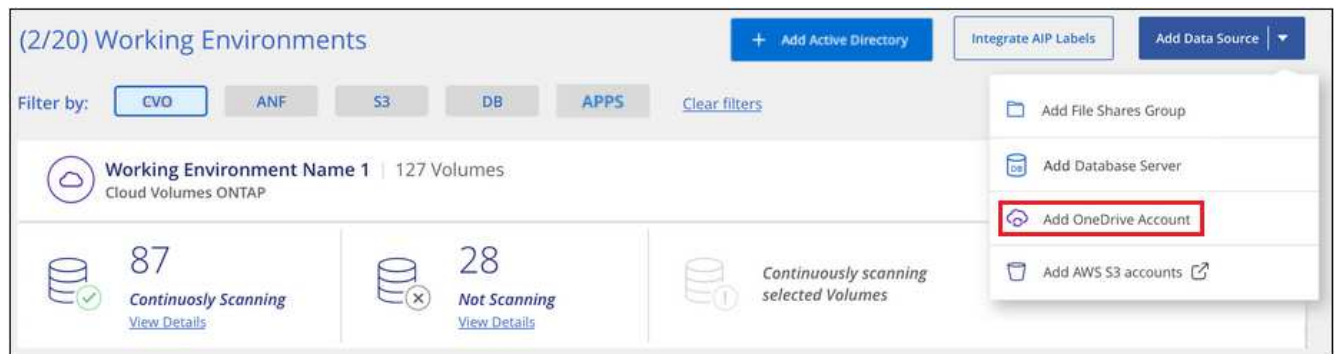 (2/20) Working Environments
+ Add Active Directory
Integrate AIP Labels
Add Data Source
Filter by: CVO ANF S3 DB APPS Clear filters
Add File Shares Group
Working Environment Name 1 | 127 Volumes
Cloud Volumes ONTAP
DB Add Database Server
Add OneDrive Account
Add AWS S3 accounts
87
Continuosly Scanning
View Details
28
Not Scanning
View Details
Continuously scanning
selected Volumes